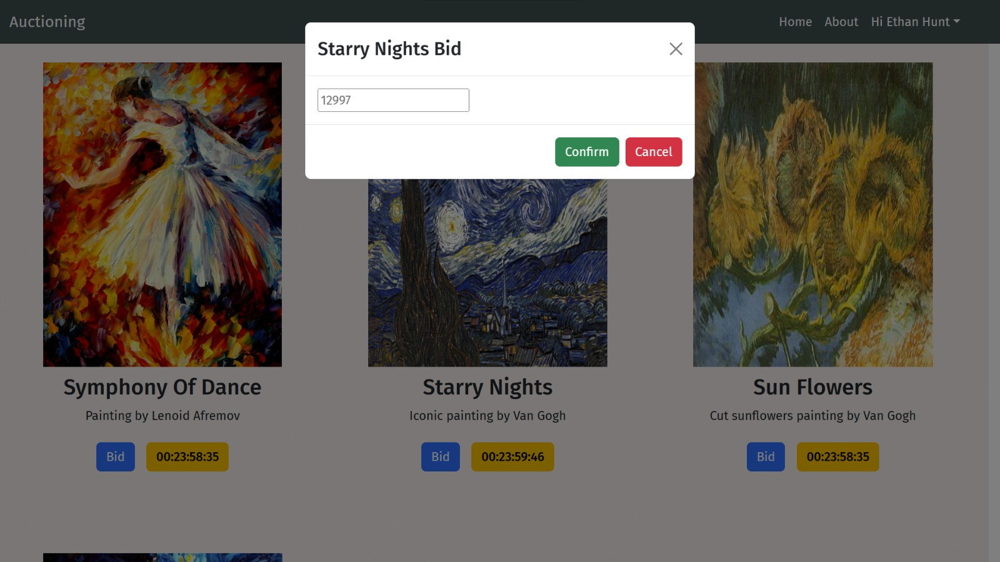 Auctioning
Home About Hi Ethan Hunt
Starry Nights Bid
12997
Confirm Cancel
Symphony Of Dance
Painting by Lenoid Afremov
Bid 00:23:58:35
Starry Nights
Iconic painting by Van Gogh
Bid 00:23:59:46
Sun Flowers
Cut sunflowers painting by Van Gogh
Bid 00:23:58:35